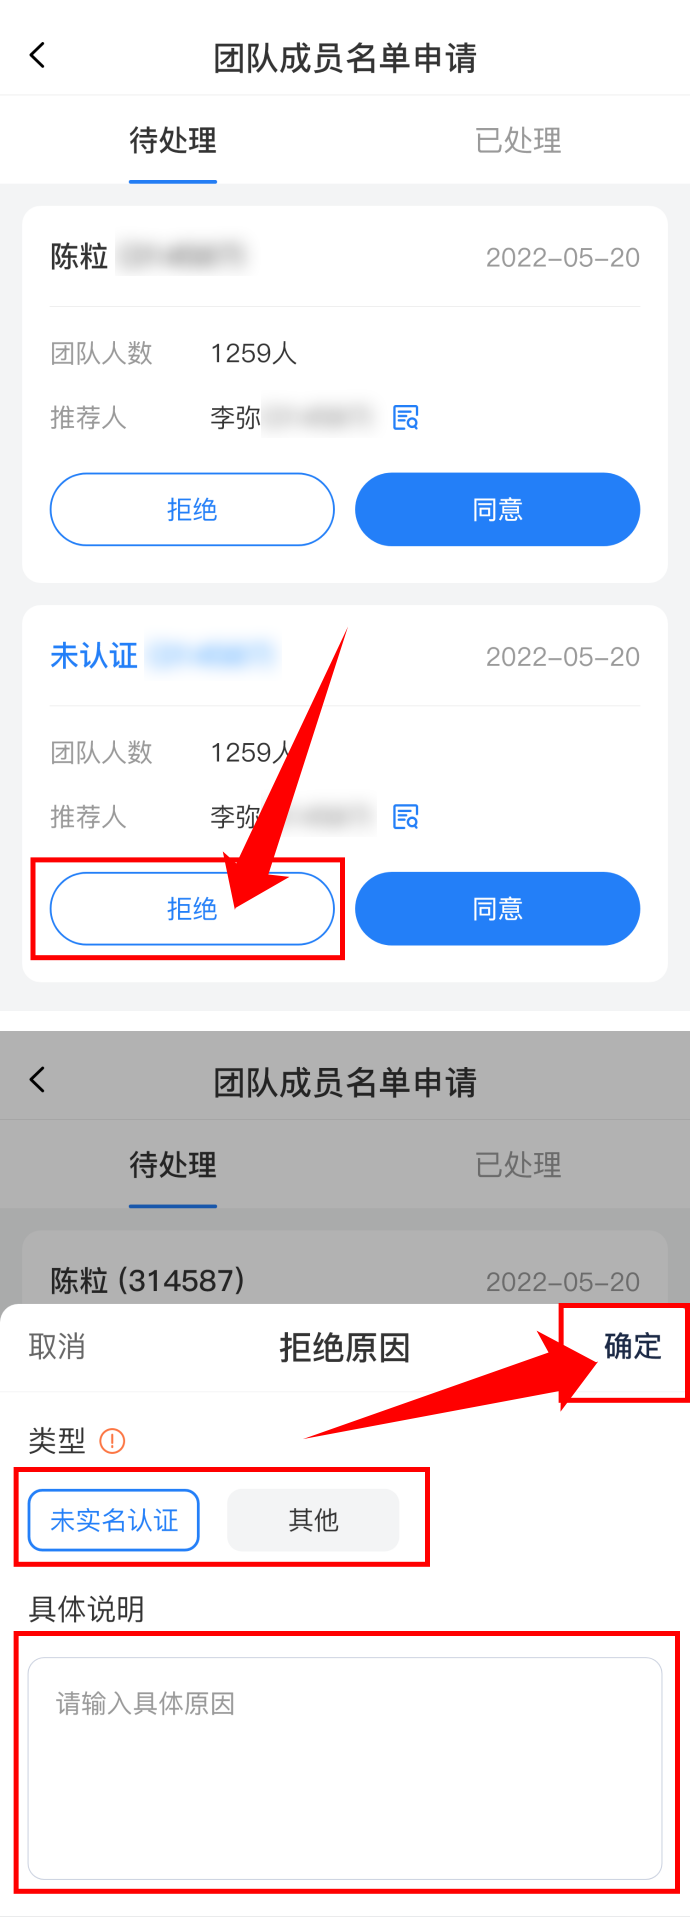 团队成员名单申请
待处理 已处理
陈粒 2022-05-20
团队人数 1259人
推荐人 李弥
拒绝 同意
未认证 2022-05-20
团队人数 1259人
推荐人 李弥
拒绝 同意
团队成员名单申请
待处理 已处理
陈粒 (314587) 2022-05-20
取消 拒绝原因 确定
类型
未实名认证 其他
具体说明
请输入具体原因